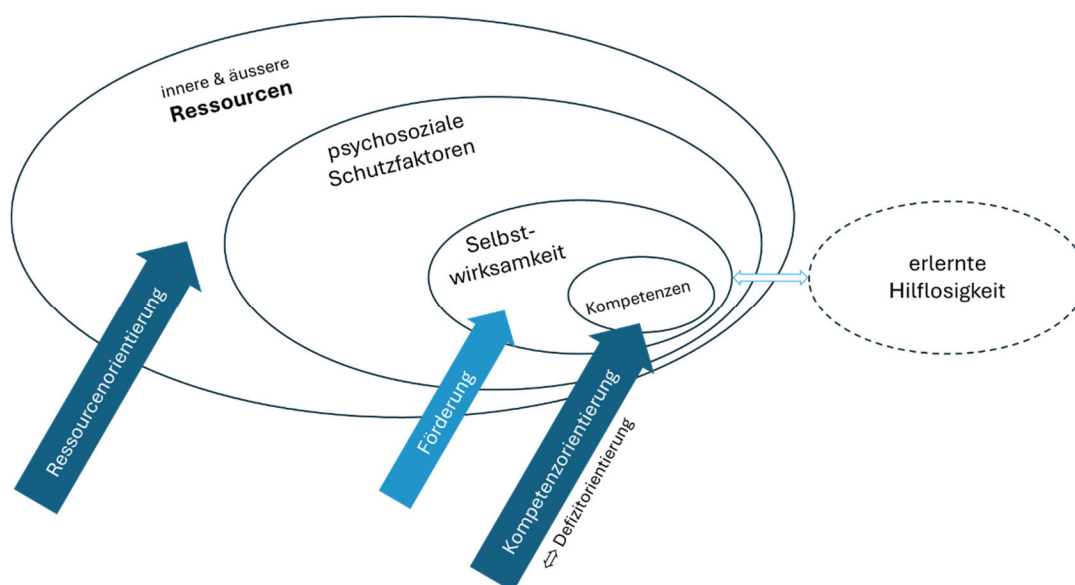 innere & äussere
Ressourcen
psychosoziale
Schutzfaktoren
Selbst-
wirksamkeit
Kompetenzen
erlernte
Hilflosigkeit
Ressourcenorientierung
Förderung
Kompetenzorientierung
Defizitorientierung